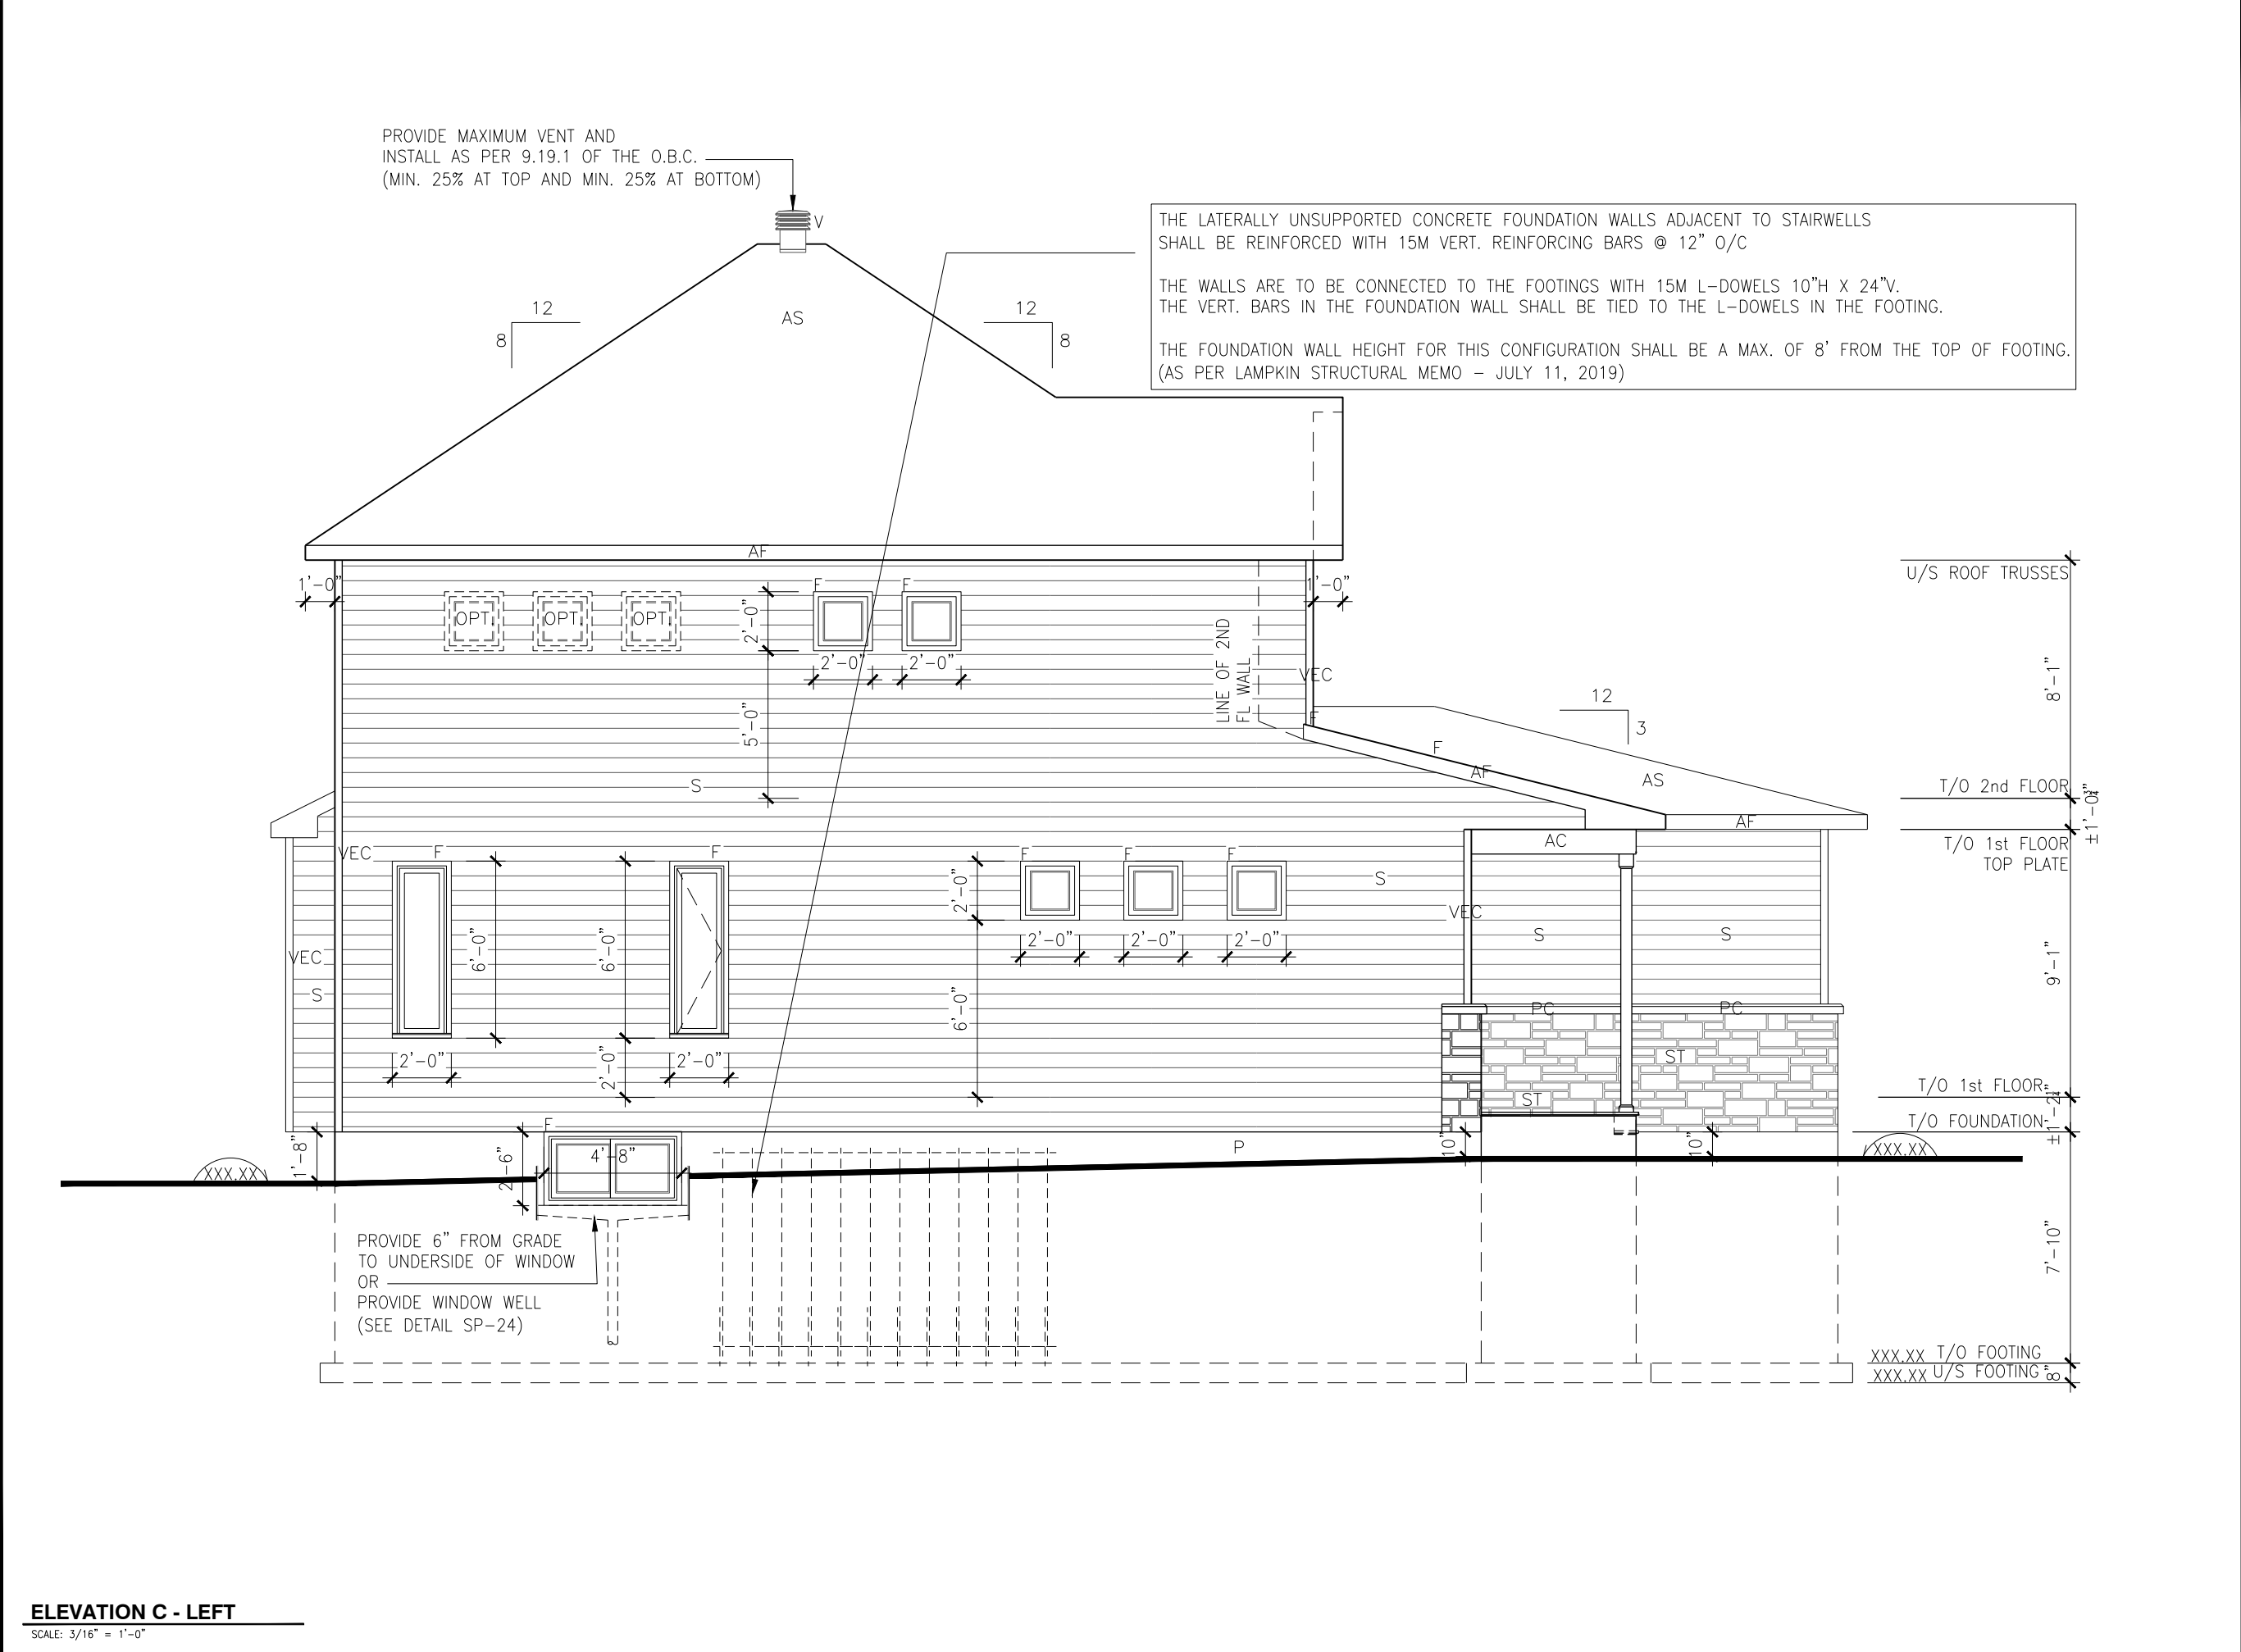 PROVIDE MAXIMUM VENT AND
INSTALL AS PER 9.19.1 OF THE O.B.C.
(MIN. 25% AT TOP AND MIN. 25% AT BOTTOM)
V
THE LATERALLY UNSUPPORTED CONCRETE FOUNDATION WALLS ADJACENT TO STAIRWELLS
SHALL BE REINFORCED WITH 15M VERT. REINFORCING BARS @ 12" O/C
THE WALLS ARE TO BE CONNECTED TO THE FOOTINGS WITH 15M L-DOWELS 10"H X 24"V.
THE VERT. BARS IN THE FOUNDATION WALL SHALL BE TIED TO THE L-DOWELS IN THE FOOTING.
THE FOUNDATION WALL HEIGHT FOR THIS CONFIGURATION SHALL BE A MAX. OF 8' FROM THE TOP OF FOOTING.
(AS PER LAMPKIN STRUCTURAL MEMO - JULY 11, 2019)
12
8
AS
12
8
AF
U/S ROOF TRUSSES
1'-0"
F
F
1'-0"
OPT.
OPT.
OPT.
2'-0"
2'-0"
2'-0"
LINE OF 2ND
FL WALL
VEC
8'-1"
12
3
5'-0"
F
F
AF
AS
S
T/O 2nd FLOOR
±1'-0¾"
AF
T/O 1st FLOOR
TOP PLATE
AC
VEC
F
F
F
F
F
2'-0"
S
VEC
6'-0"
6'-0"
2'-0"
2'-0"
2'-0"
S
S
VEC
S
9'-1"
6'-0"
PC
PC
2'-0"
2'-0"
2'-0"
ST
ST
T/O 1st FLOOR
±1'-2¼"
T/O FOUNDATION
F
1'-8"
2'-6"
4'-8"
P
10"
10"
XXX.XX
XXX.XX
PROVIDE 6" FROM GRADE
TO UNDERSIDE OF WINDOW
OR
PROVIDE WINDOW WELL
(SEE DETAIL SP-24)
7'-10"
XXX.XX T/O FOOTING
XXX.XX U/S FOOTING
8"
ELEVATION C - LEFT
SCALE: 3/16" = 1'-0"